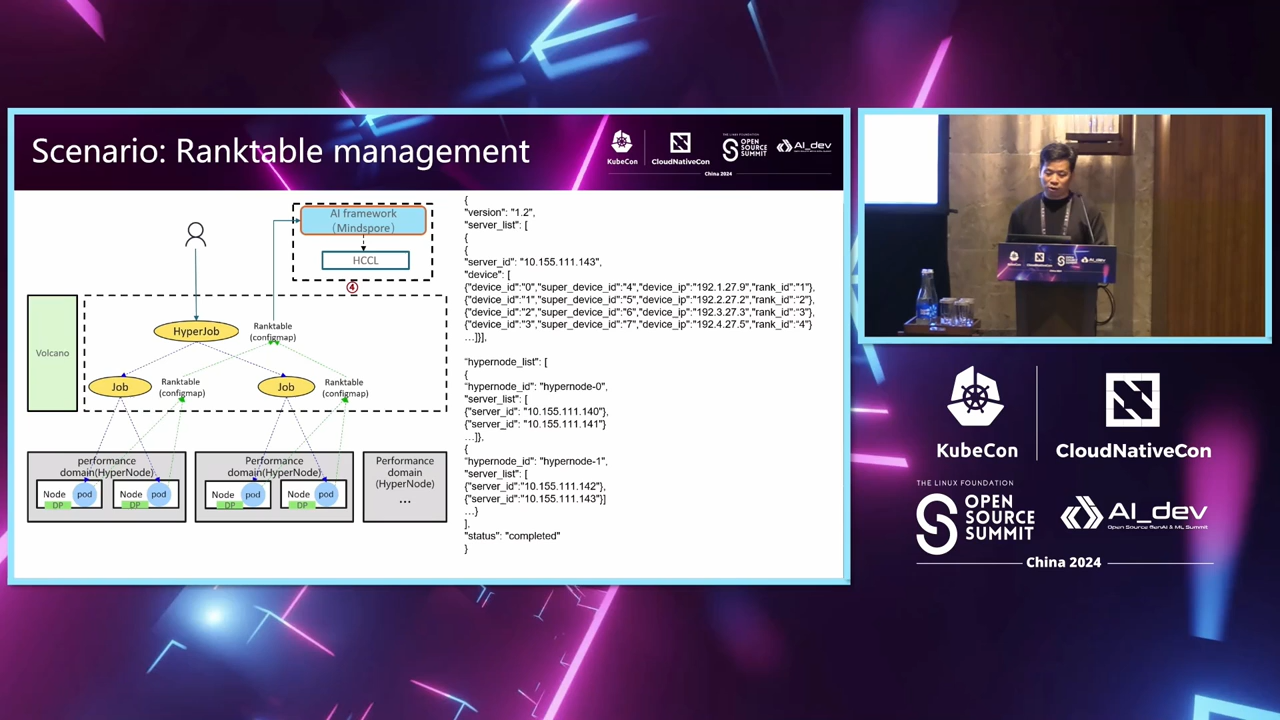 Scenario: Ranktable management
KubeCon
CloudNativeCon
THE LINUX FOUNDATION
OPEN
SOURCE
SUMMIT
AI_dev
China 2024
AI framework
(Mindspore)
HCCL
④
Volcano
HyperJob
Ranktable
(configmap)
Job
Ranktable
(configmap)
Job
Ranktable
(configmap)
performance
domain(HyperNode)
Node
pod
DP
Node
pod
DP
Performance
domain(HyperNode)
Node
pod
DP
Node
pod
DP
Performance
domain
(HyperNode)
...
{
"version": "1.2",
"server_list": [
{
{
"server_id": "10.155.111.143",
"device": [
{"device_id":"0","super_device_id":"4","device_ip":"192.1.27.9","rank_id":"1"},
{"device_id":"1","super_device_id":"5","device_ip":"192.2.27.2","rank_id":"2"},
{"device_id":"2","super_device_id":"6","device_ip":"192.3.27.3","rank_id":"3"},
{"device_id":"3","super_device_id":"7","device_ip":"192.4.27.5","rank_id":"4"}
...]}],
"hypernode_list": [
{
"hypernode_id": "hypernode-0",
"server_list": [
{"server_id": "10.155.111.140"},
{"server_id": "10.155.111.141"}
...]},
{
"hypernode_id": "hypernode-1",
"server_list": [
{"server_id": "10.155.111.142"},
{"server_id": "10.155.111.143"}]
...}
],
"status": "completed"
}
KubeCon
CloudNativeCon
THE LINUX FOUNDATION
OPEN
SOURCE
SUMMIT
AI_dev
Open Source GenAI & ML Summit
China 2024